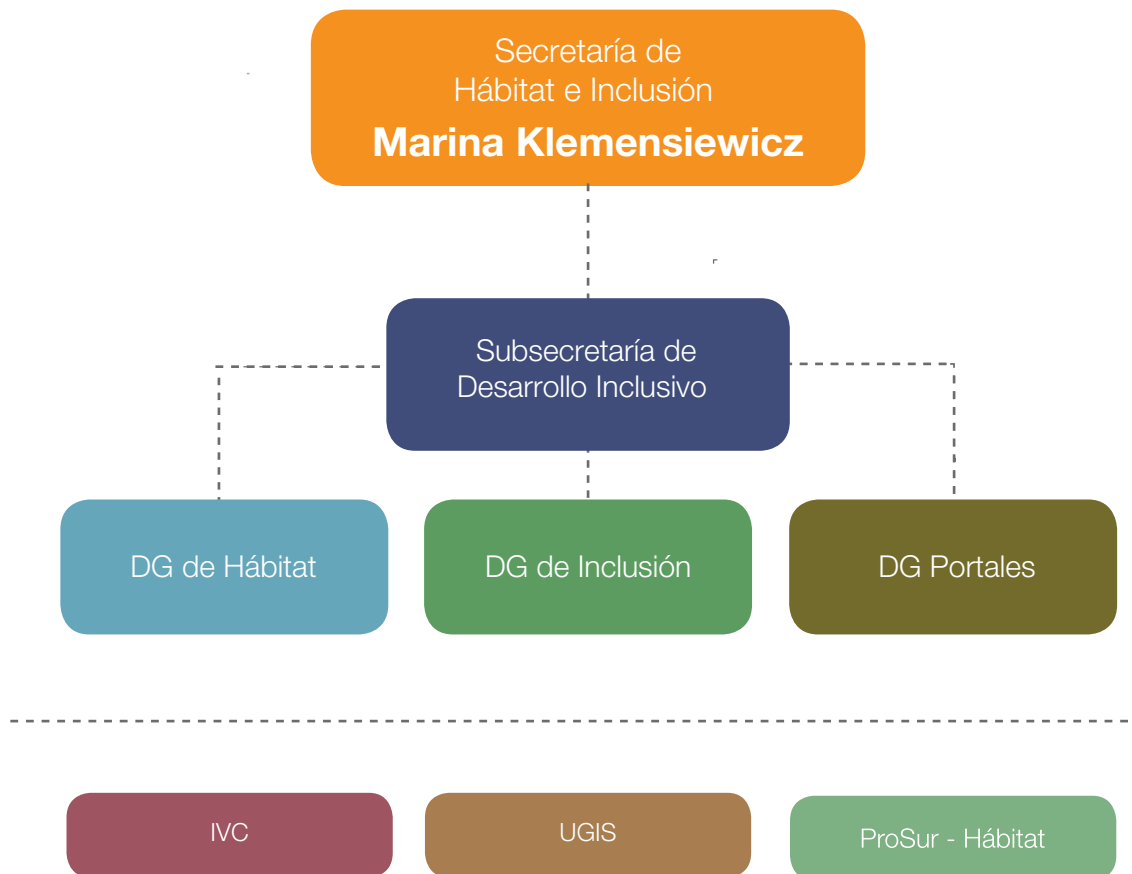 Secretaría de
Hábitat e Inclusión
Marina Klemensiewicz
Subsecretaría de
Desarrollo Inclusivo
DG de Hábitat
DG de Inclusión
DG Portales
IVC
UGIS
ProSur - Hábitat